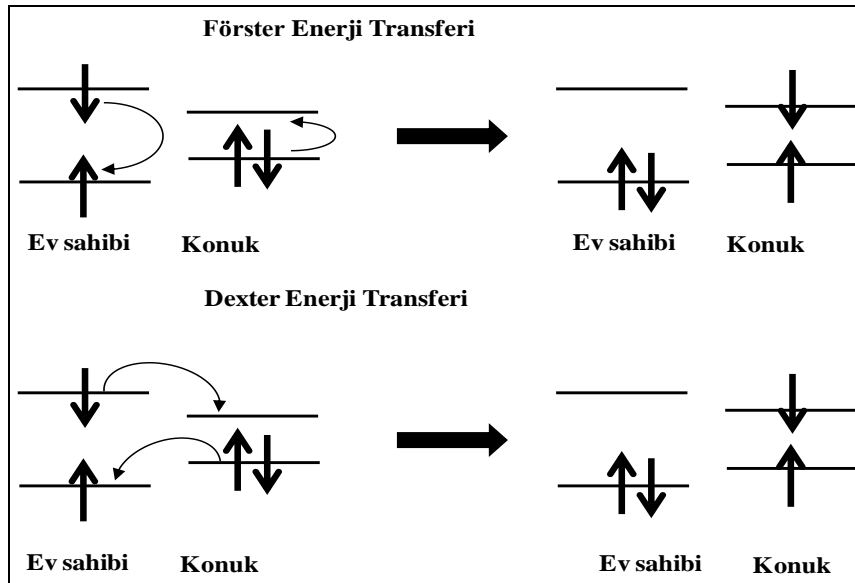 Förster Enerji Transferi
Ev sahibi Konuk Ev sahibi Konuk
Dexter Enerji Transferi
Ev sahibi Konuk Ev sahibi Konuk